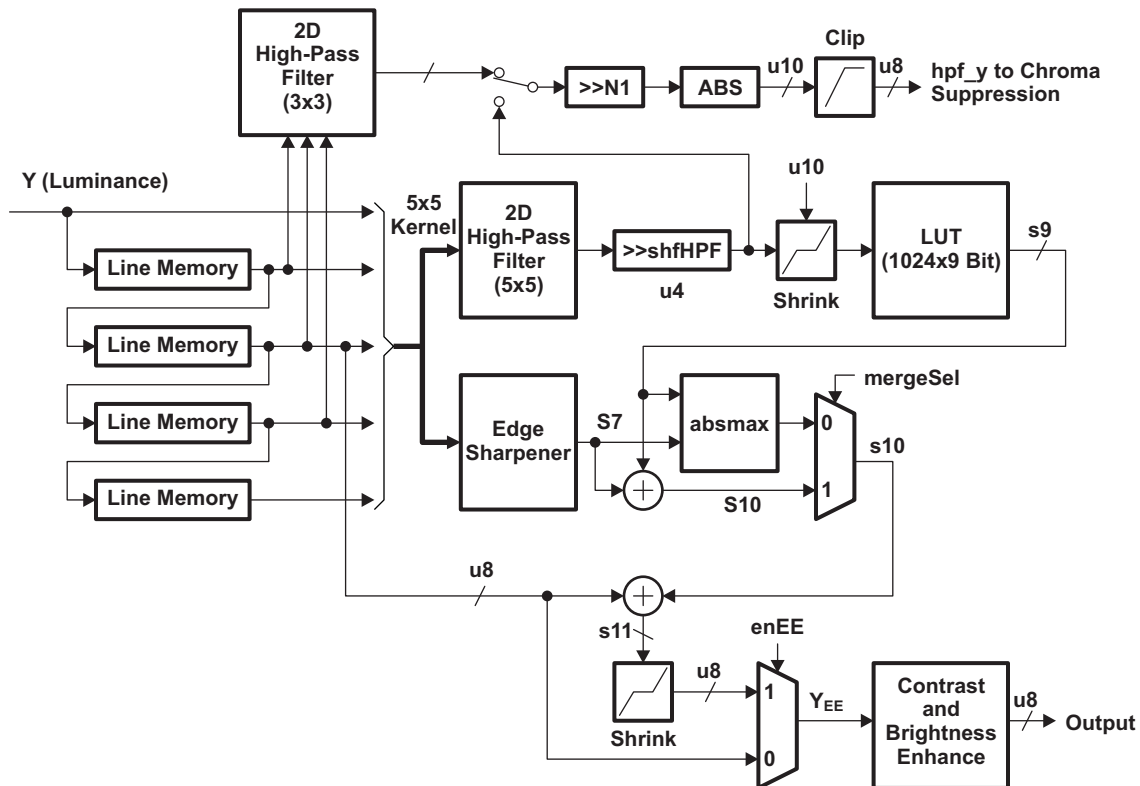 2D
High-Pass
Filter
(3x3)
>>N1
ABS
u10
Clip
u8
hpf_y to Chroma
Suppression
Y (Luminance)
Line Memory
Line Memory
Line Memory
Line Memory
5x5
Kernel
2D
High-Pass
Filter
(5x5)
>>shfHPF
u4
u10
Shrink
LUT
(1024x9 Bit)
s9
Edge
Sharpener
S7
absmax
+
S10
mergeSel
0
1
s10
u8
+
s11
Shrink
u8
enEE
1
0
YEE
Contrast
and
Brightness
Enhance
u8
Output